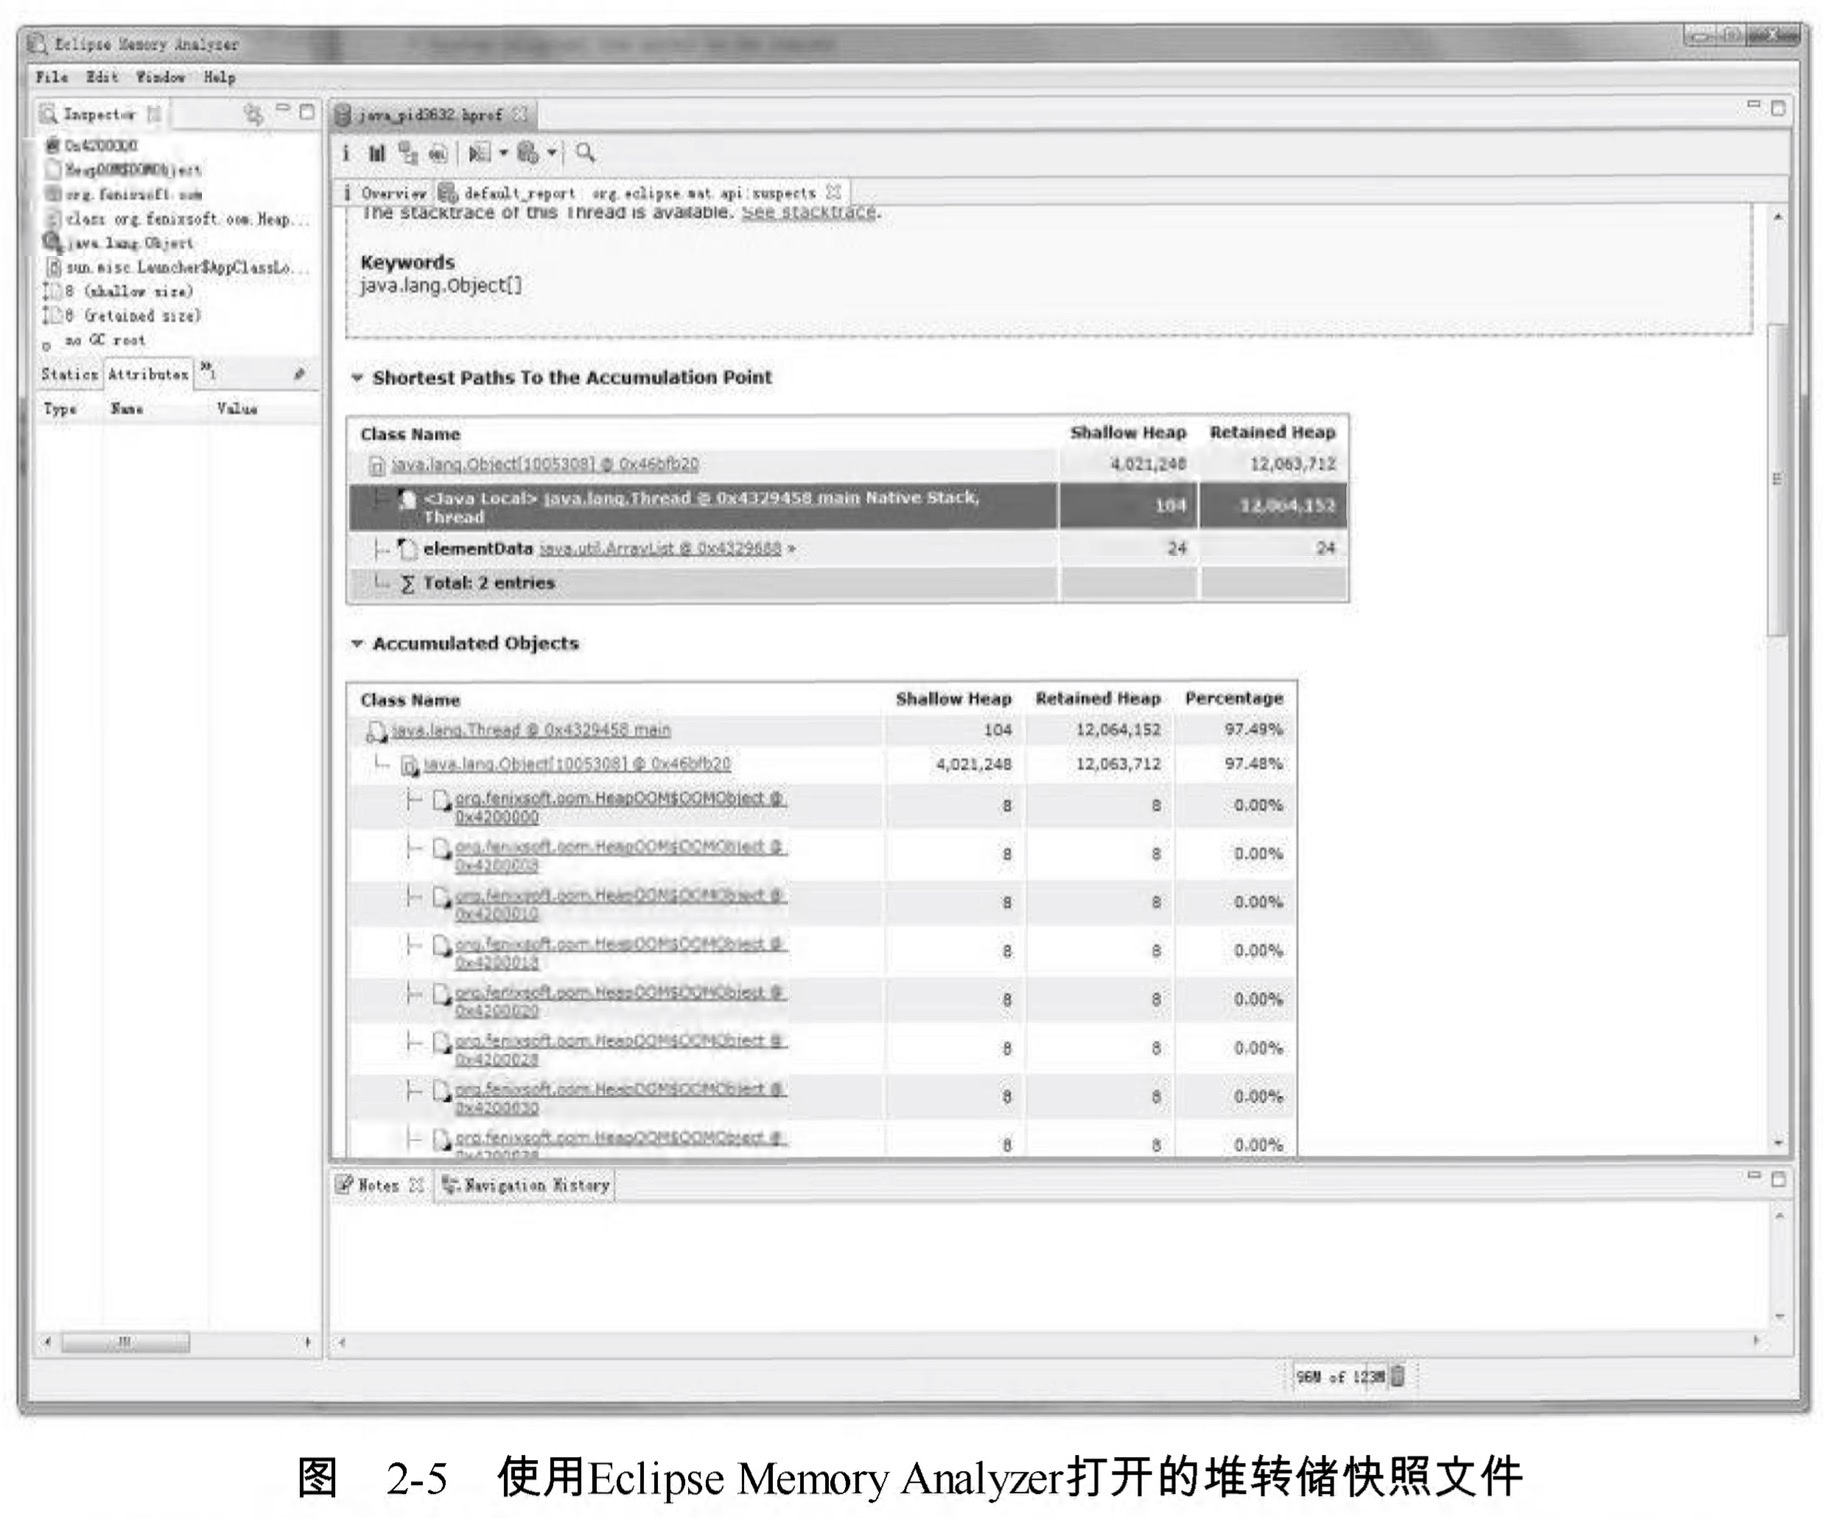 Eclipse Memory Analyzer
File Edit Window Help
Inspector
0x4200000
HeapOOM$OOMObject
org.fenixsoft.oom
class org.fenixsoft.oom.Heap...
java.lang.Object
sun.misc.Launcher$AppClassLo...
8 (shallow size)
8 (retained size)
no GC root
Statics Attributes »1
Type Name Value
java_pid3632.hprof
i Overview default_report org.eclipse.mat.api:suspects
The stacktrace of this Thread is available. See stacktrace.
Keywords
java.lang.Object[]
Shortest Paths To the Accumulation Point
Class Name Shallow Heap Retained Heap
java.lang.Object[1005308] @ 0x46bfb20 4,021,248 12,063,712
<Java Local> java.lang.Thread @ 0x4329458 main Native Stack,
Thread 104 12,064,152
elementData java.util.ArrayList @ 0x4329688 » 24 24
∑ Total: 2 entries
Accumulated Objects
Class Name Shallow Heap Retained Heap Percentage
java.lang.Thread @ 0x4329458 main 104 12,064,152 97.49%
java.lang.Object[1005308] @ 0x46bfb20 4,021,248 12,063,712 97.48%
org.fenixsoft.oom.HeapOOM$OOMObject @
0x4200000 8 8 0.00%
org.fenixsoft.oom.HeapOOM$OOMObject @
0x4200008 8 8 0.00%
org.fenixsoft.oom.HeapOOM$OOMObject @
0x4200010 8 8 0.00%
org.fenixsoft.oom.HeapOOM$OOMObject @
0x4200018 8 8 0.00%
org.fenixsoft.oom.HeapOOM$OOMObject @
0x4200020 8 8 0.00%
org.fenixsoft.oom.HeapOOM$OOMObject @
0x4200028 8 8 0.00%
org.fenixsoft.oom.HeapOOM$OOMObject @
0x4200030 8 8 0.00%
org.fenixsoft.oom.HeapOOM$OOMObject @
0x4200038 8 8 0.00%
Notes Navigation History
96M of 123M
图 2-5 使用Eclipse Memory Analyzer打开的堆转储快照文件